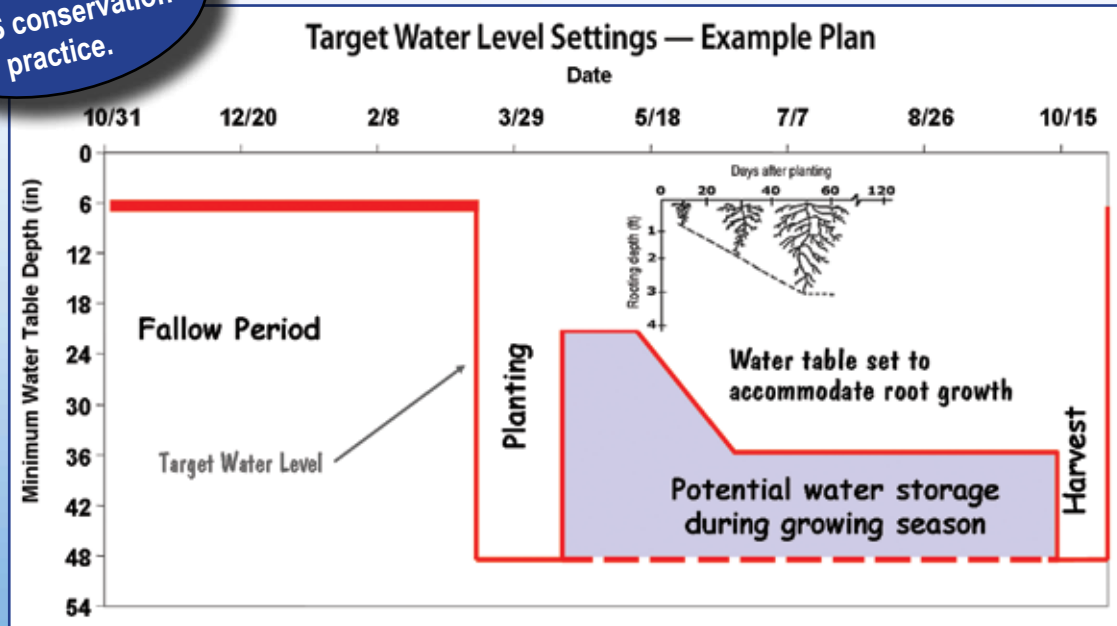 s conservation
practice.
Target Water Level Settings — Example Plan
Date
10/31 12/20 2/8 3/29 5/18 7/7 8/26 10/15
Minimum Water Table Depth (in)
0
6
12
18
24
30
36
42
48
54
Days after planting
0 20 40 60 120
Rooting depth (ft)
1
2
3
4
Fallow Period
Target Water Level
Planting
Water table set to
accommodate root growth
Potential water storage
during growing season
Harvest